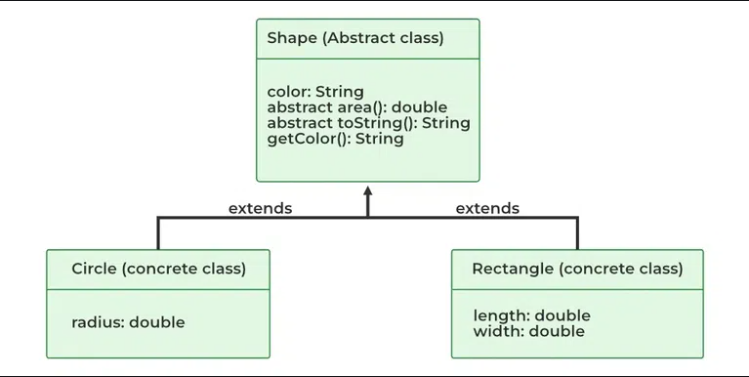 Shape (Abstract class)
color: String
abstract area(): double
abstract toString(): String
getColor(): String
extends
extends
Circle (concrete class)
radius: double
Rectangle (concrete class)
length: double
width: double